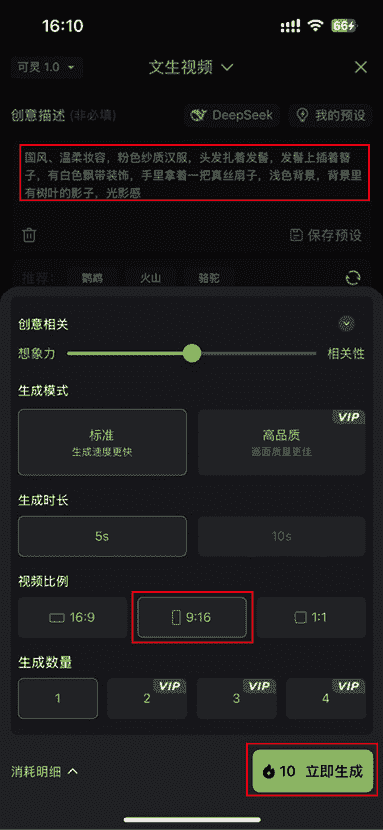 16:10
66
可灵 1.0
文生视频
创意描述 (非必填)
DeepSeek
我的预设
国风、温柔妆容,粉色纱质汉服,头发扎着发髻,发髻上插着簪
子,有白色飘带装饰,手里拿着一把真丝扇子,浅色背景,背景里
有树叶的影子,光影感
保存预设
推荐:
鹦鹉
火山
骆驼
创意相关
想象力
相关性
生成模式
标准
生成速度更快
VIP
高品质
画面质量更佳
生成时长
5s
10s
视频比例
16:9
9:16
1:1
生成数量
1
2
VIP
3
VIP
4
VIP
消耗明细
10 立即生成